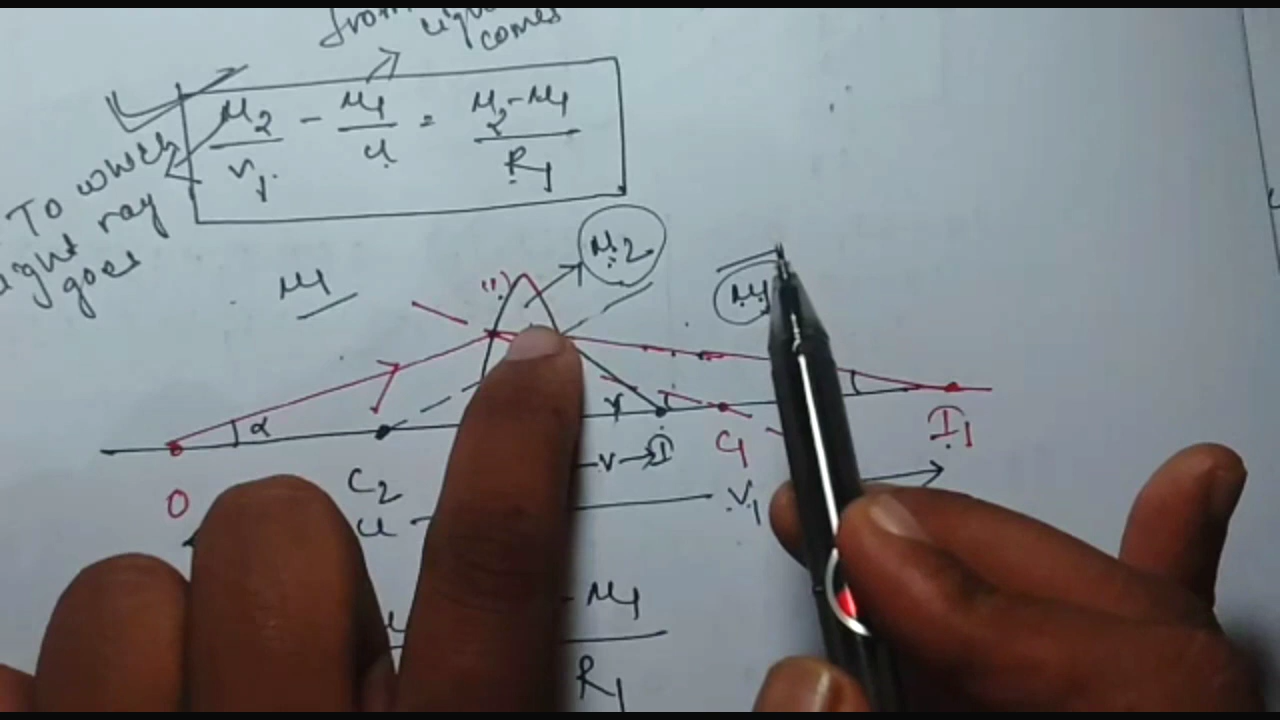 from
comes
μ2/v1 - μ1/u = μ2-μ1/R1
To which
light ray
goes
μ1
μ2
μ1
α
γ
O
C2
v
I
C1
I1
u
v1
- μ1
R1